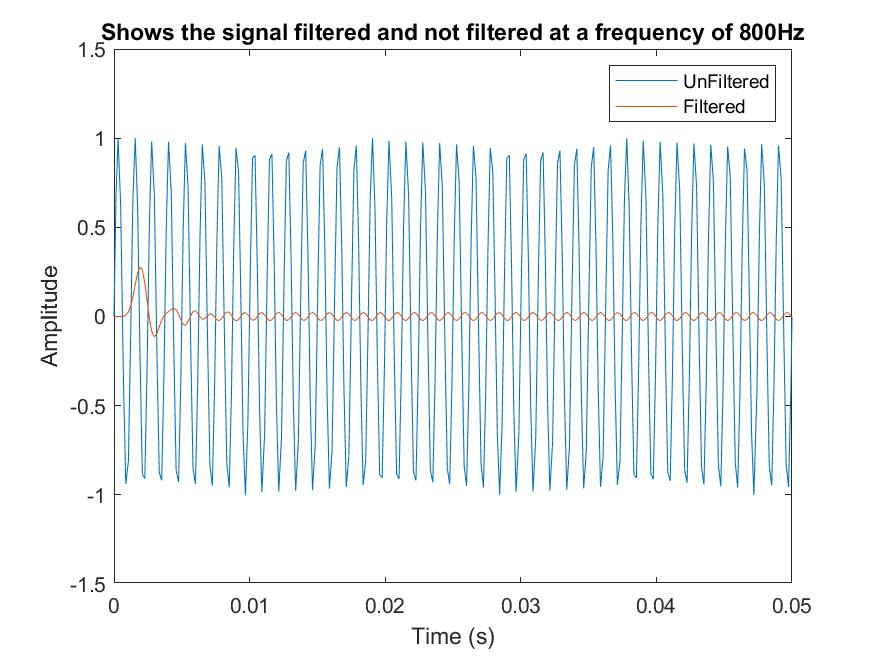 Shows the signal filtered and not filtered at a frequency of 800Hz
1.5
UnFiltered
Filtered
1
0.5
0
-0.5
-1
-1.5
Amplitude
0
0.01
0.02
0.03
0.04
0.05
Time (s)